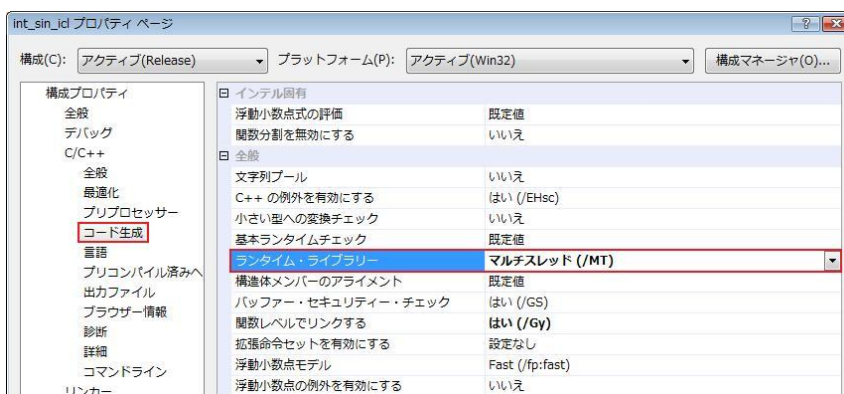 int_sin_icl プロパティ ページ
構成(C): アクティブ(Release) プラットフォーム(P): アクティブ(Win32) 構成マネージャ(O)...
構成プロパティ
全般
デバッグ
C/C++
全般
最適化
プリプロセッサー
コード生成
言語
プリコンパイル済みヘ
出力ファイル
ブラウザー情報
診断
詳細
コマンドライン
リンカー
インテル固有
浮動小数点式の評価 既定値
関数分割を無効にする いいえ
全般
文字列プール いいえ
C++ の例外を有効にする はい (/EHsc)
小さい型への変換チェック いいえ
基本ランタイムチェック 既定値
ランタイム・ライブラリー マルチスレッド (/MT)
構造体メンバーのアライメント 既定値
バッファー・セキュリティー・チェック はい (/GS)
関数レベルでリンクする はい (/Gy)
拡張命令セットを有効にする 設定なし
浮動小数点モデル Fast (/fp:fast)
浮動小数点の例外を有効にする いいえ